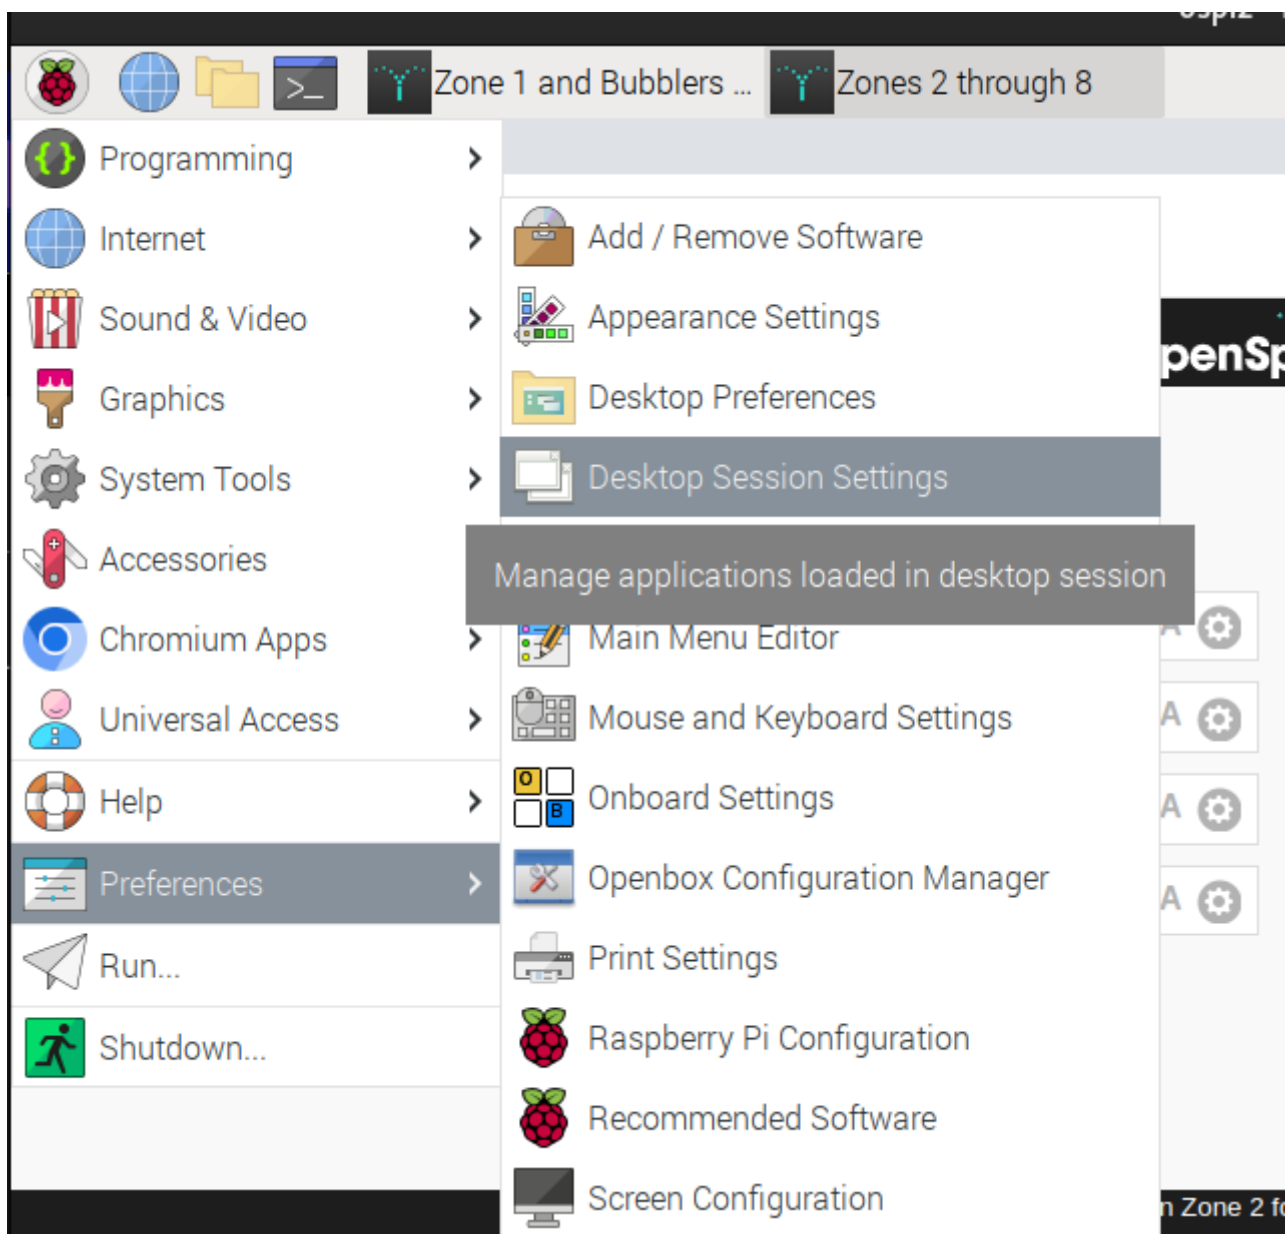 Zone 1 and Bubblers ...
Zones 2 through 8
Programming
Internet
Sound & Video
Graphics
System Tools
Accessories
Chromium Apps
Universal Access
Help
Preferences
Run...
Shutdown...
Add / Remove Software
Appearance Settings
Desktop Preferences
Desktop Session Settings
Manage applications loaded in desktop session
Main Menu Editor
Mouse and Keyboard Settings
O
B
Onboard Settings
Openbox Configuration Manager
Print Settings
Raspberry Pi Configuration
Recommended Software
Screen Configuration
penSp
A
A
A
A
n Zone 2 fo